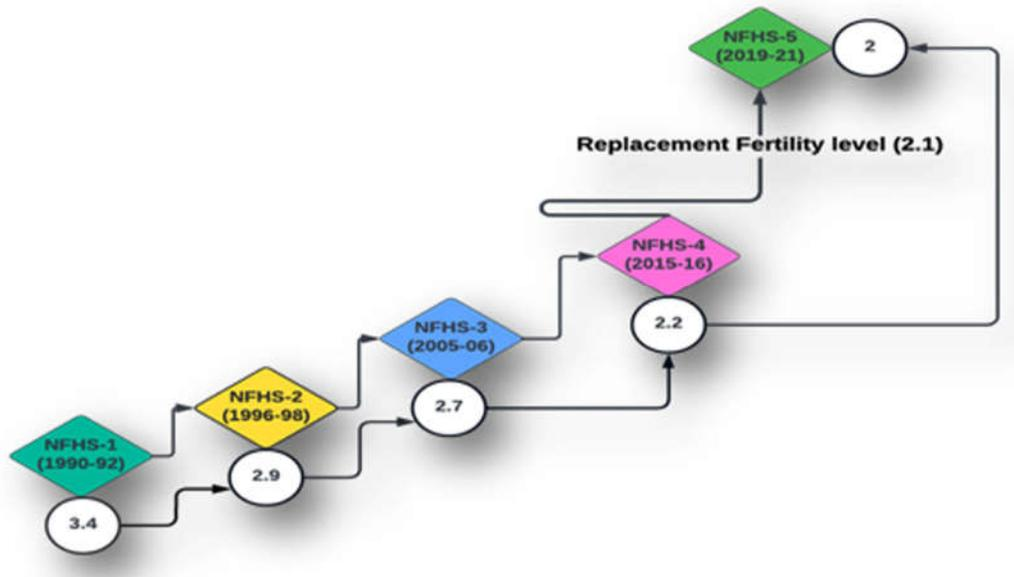 NFHS-5
(2019-21)
2
Replacement Fertility level (2.1)
NFHS-4
(2015-16)
2.2
NFHS-3
(2005-06)
2.7
NFHS-2
(1996-98)
2.9
NFHS-1
(1990-92)
3.4